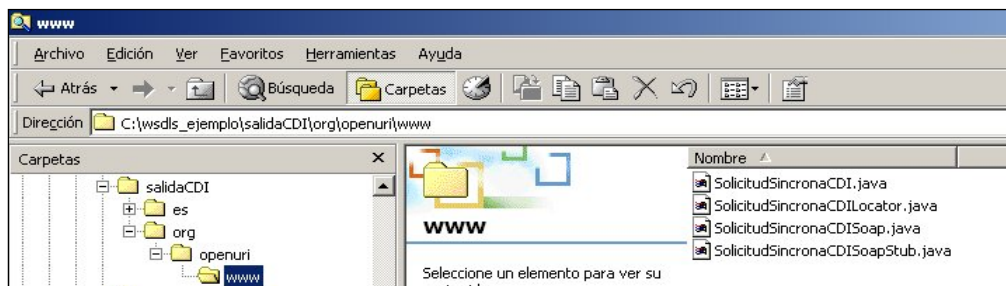 www
Archivo Edición Ver Favoritos Herramientas Ayuda
Atrás Búsqueda Carpetas
Dirección C:\wsdls_ejemplo\salidaCDI\org\openuri\www
Carpetas
salidaCDI
es
org
openuri
www
www
Seleccione un elemento para ver su
Nombre
SolicitudSincronaCDI.java
SolicitudSincronaCDILocator.java
SolicitudSincronaCDISoap.java
SolicitudSincronaCDISoapStub.java